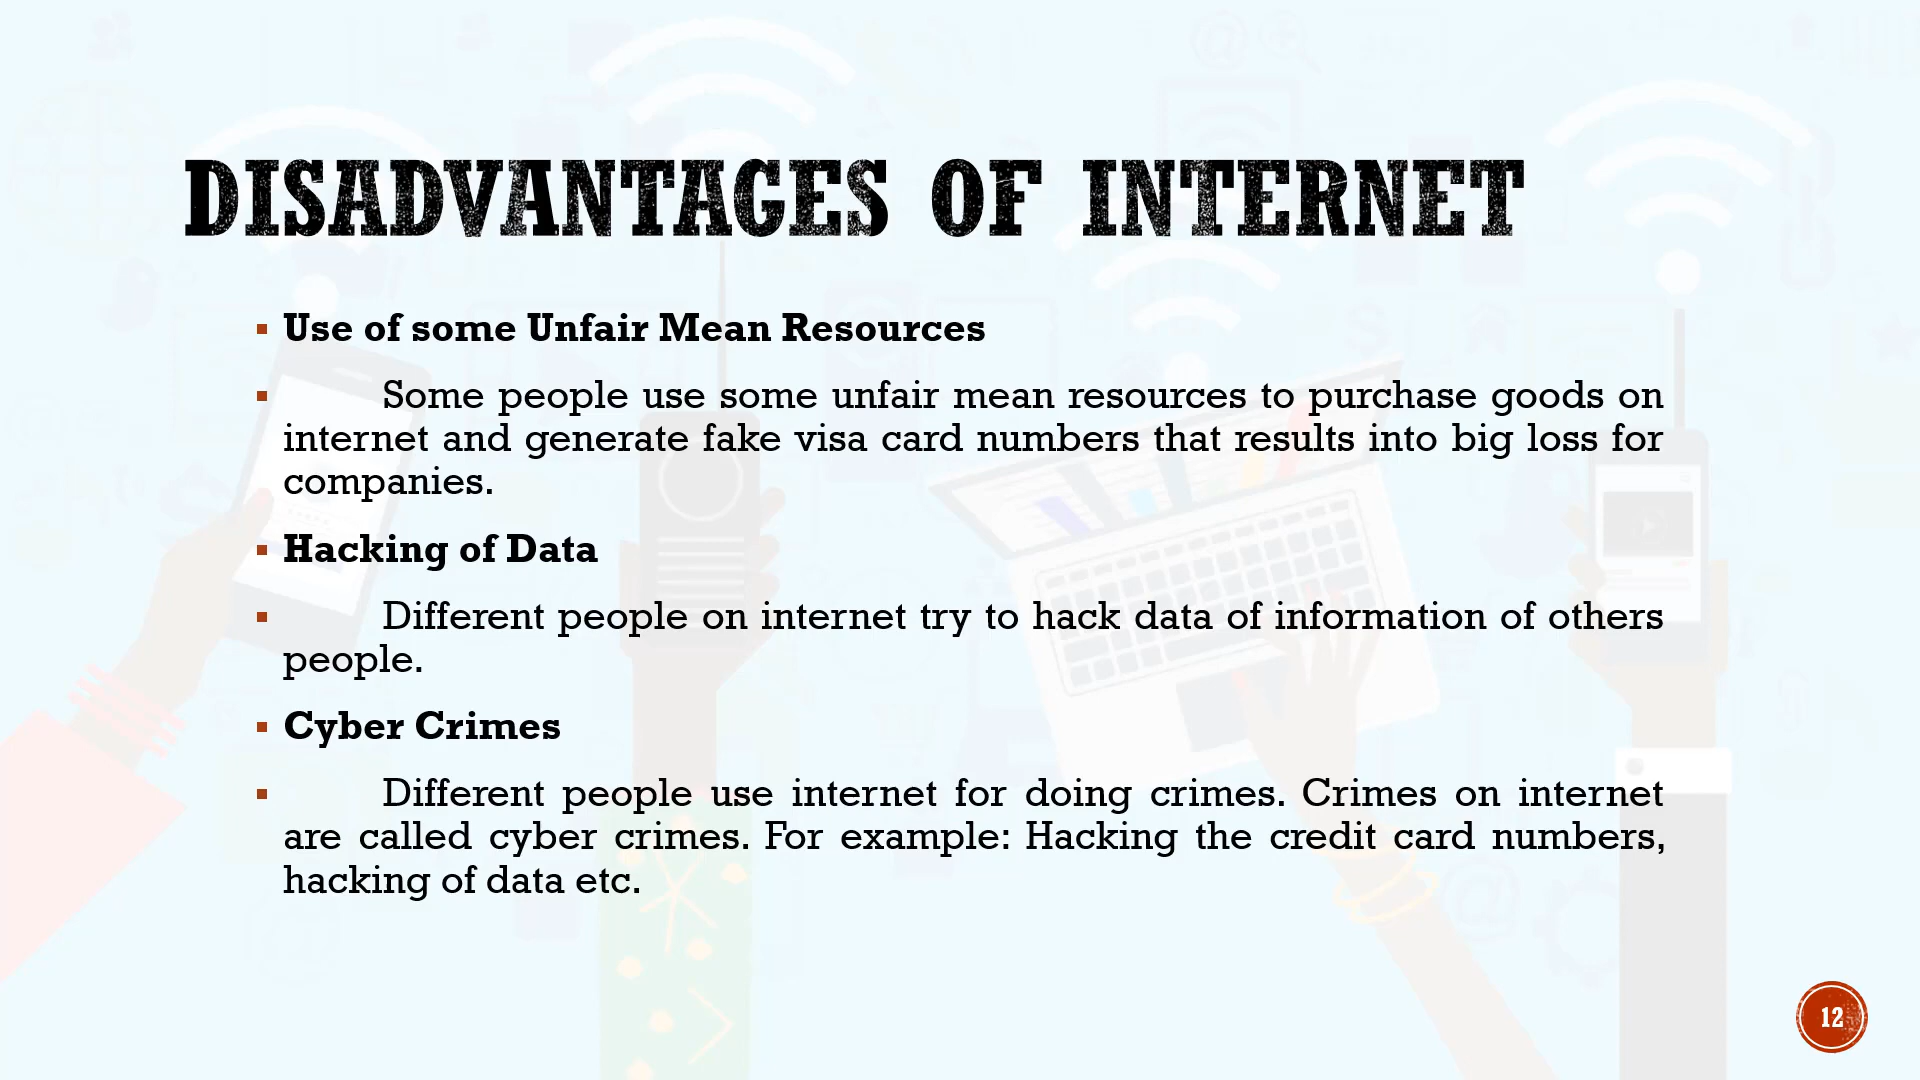 DISADVANTAGES OF INTERNET
▪ Use of some Unfair Mean Resources
▪ Some people use some unfair mean resources to purchase goods on
internet and generate fake visa card numbers that results into big loss for
companies.
▪ Hacking of Data
▪ Different people on internet try to hack data of information of others
people.
▪ Cyber Crimes
▪ Different people use internet for doing crimes. Crimes on internet
are called cyber crimes. For example: Hacking the credit card numbers,
hacking of data etc.
12